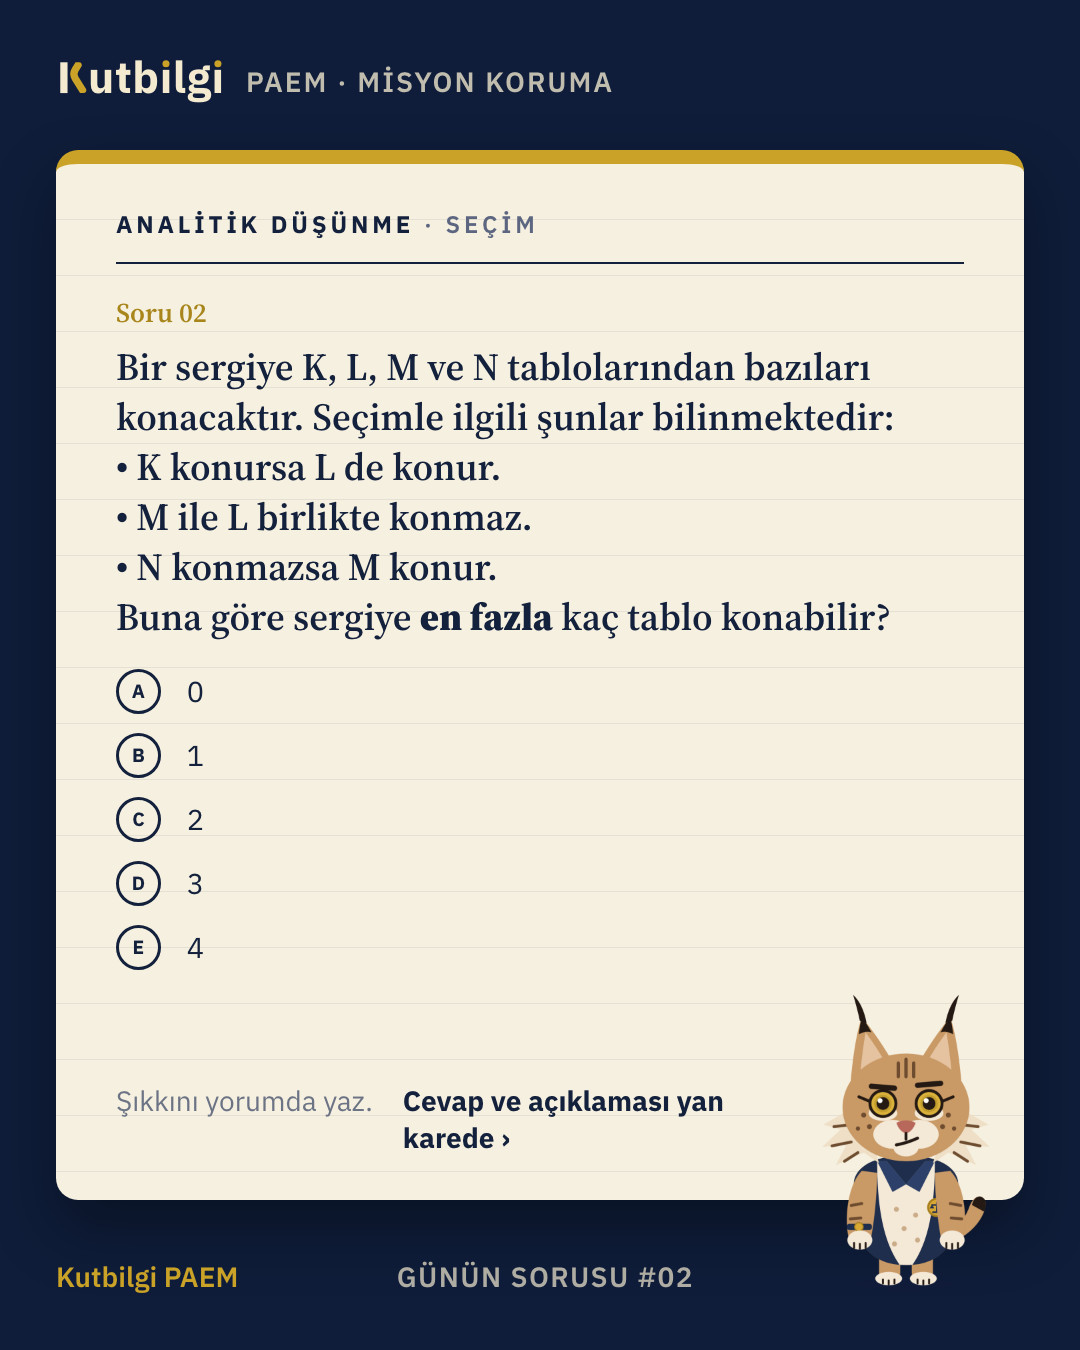 Kutbilgi PAEM · MİSYON KORUMA
ANALİTİK DÜŞÜNME · SEÇİM
Soru 02
Bir sergiye K, L, M ve N tablolarından bazıları
konacaktır. Seçimle ilgili şunlar bilinmektedir:
• K konursa L de konur.
• M ile L birlikte konmaz.
• N konmazsa M konur.
Buna göre sergiye en fazla kaç tablo konabilir?
A 0
B 1
C 2
D 3
E 4
Şıkkını yorumda yaz. Cevap ve açıklaması yan
karede ›
Kutbilgi PAEM GÜNÜN SORUSU #02